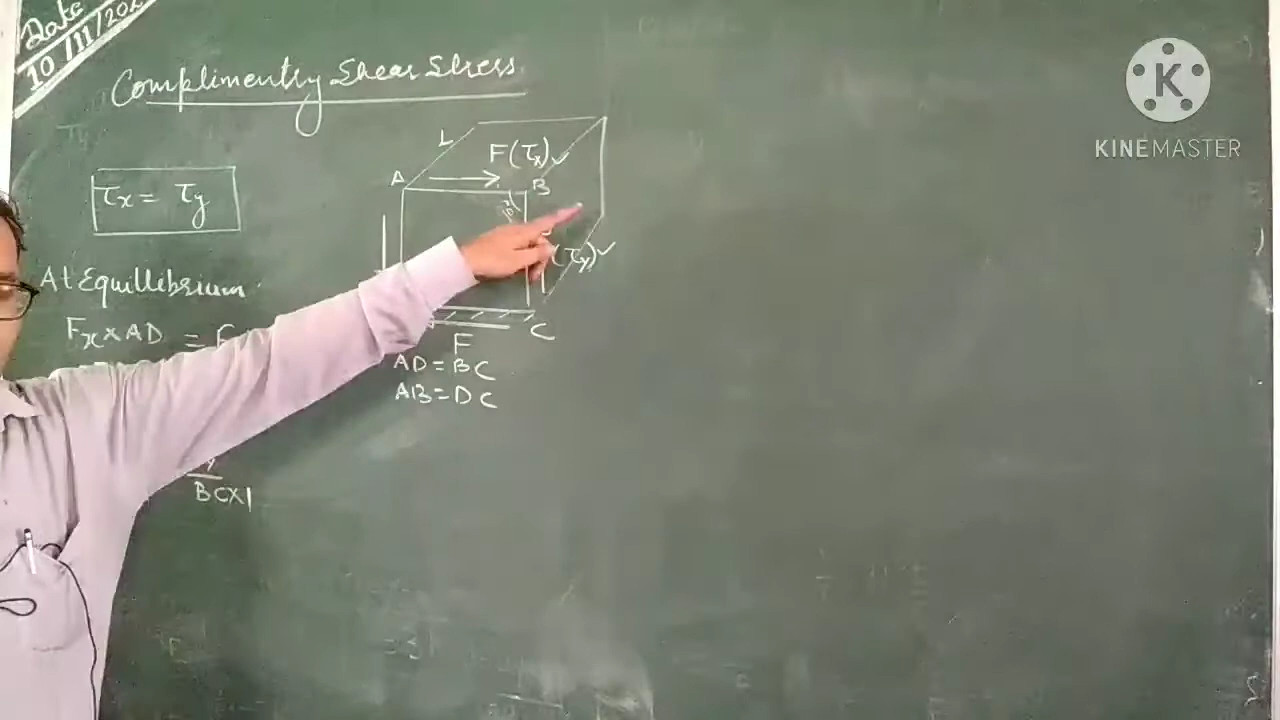 Date
10/11/202
Complimentry Shear Stress
L
F(τx)✓
A
B
τx = τy
(τy)✓
At Equillibrium
Fx×AD =
F
C
AD=BC
AB=DC
BC×1
KINEMASTER